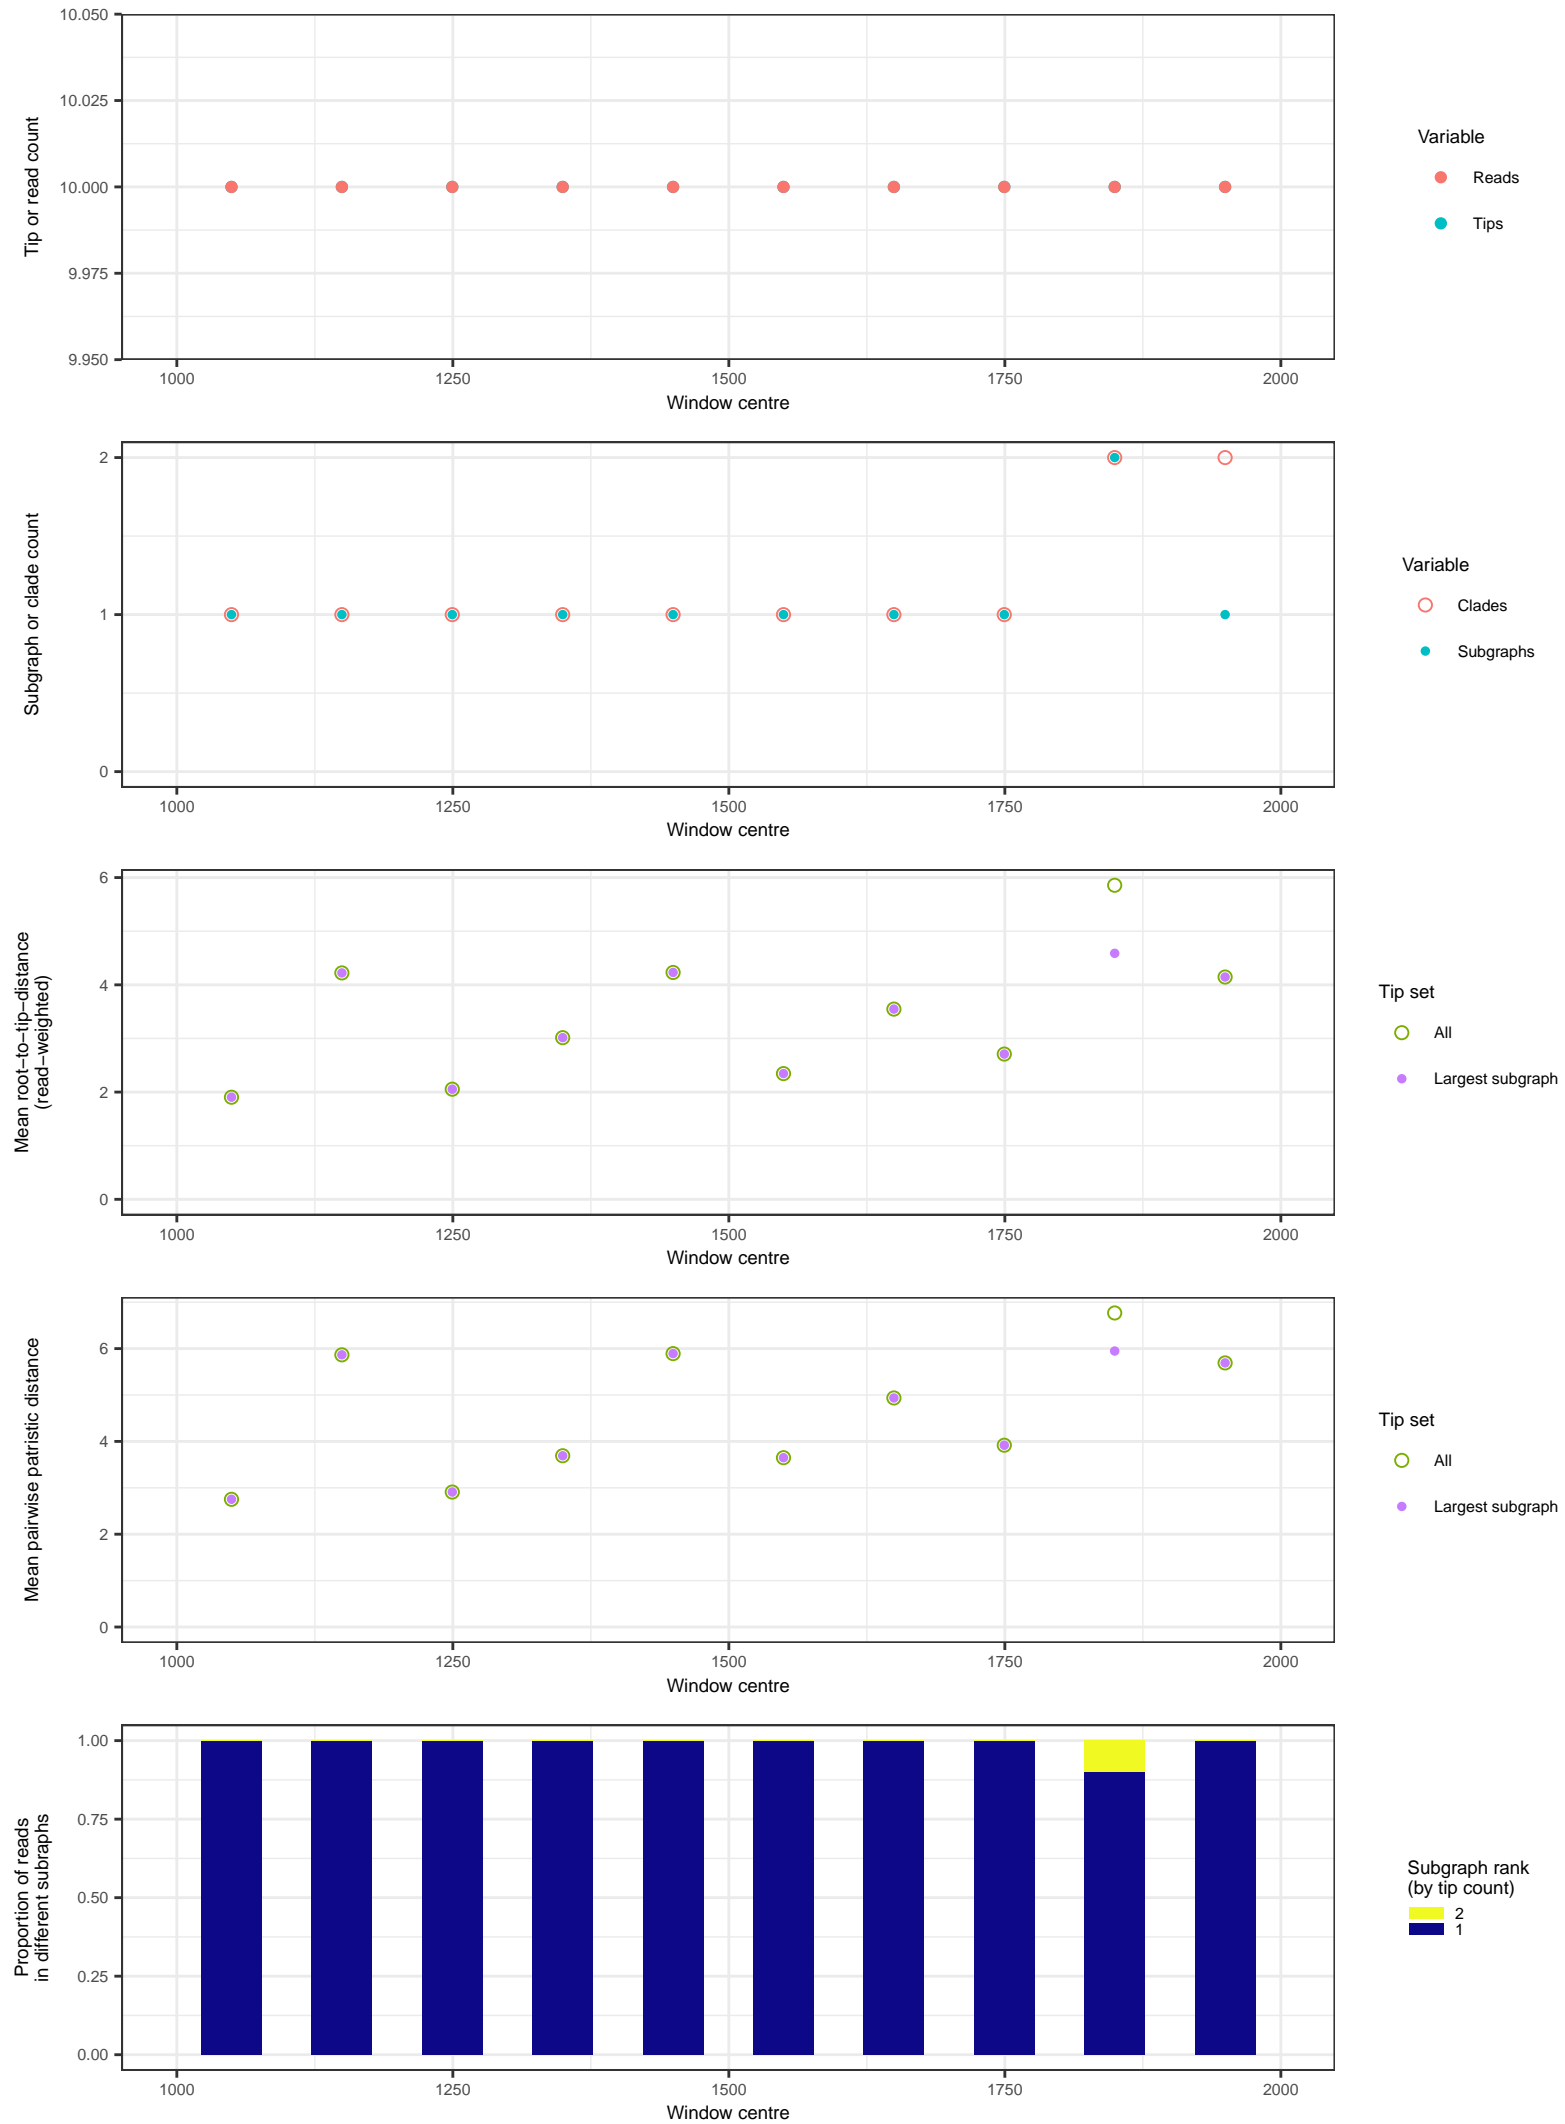 10.050
10.025
10.000
9.975
9.950
Tip or read count
1000 1250 1500 1750 2000
Window centre
Variable
Reads
Tips
2
1
0
Subgraph or clade count
1000 1250 1500 1750 2000
Window centre
Variable
Clades
Subgraphs
6
4
2
0
Mean root−to−tip−distance
(read−weighted)
1000 1250 1500 1750 2000
Window centre
Tip set
All
Largest subgraph
6
4
2
0
Mean pairwise patristic distance
1000 1250 1500 1750 2000
Window centre
Tip set
All
Largest subgraph
1.00
0.75
0.50
0.25
0.00
Proportion of reads
in different subraphs
1000 1250 1500 1750 2000
Window centre
Subgraph rank
(by tip count)
2
1